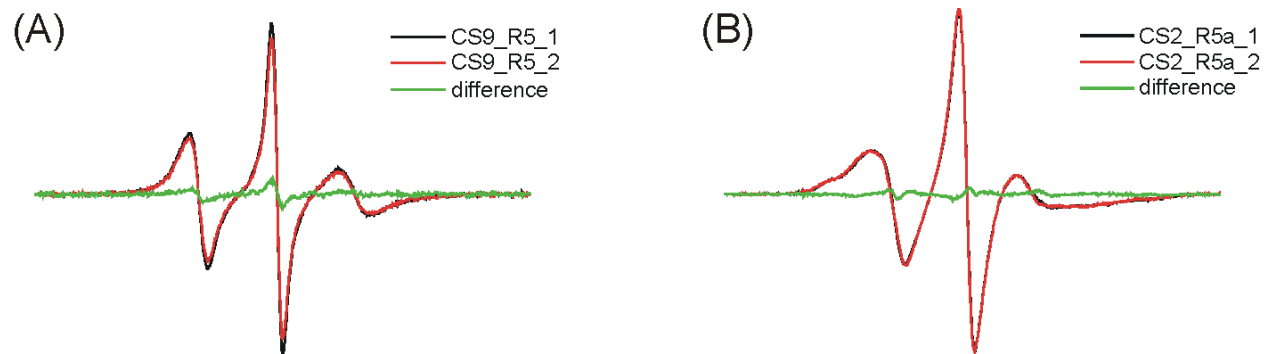 (A)
CS9_R5_1
CS9_R5_2
difference
(B)
CS2_R5a_1
CS2_R5a_2
difference